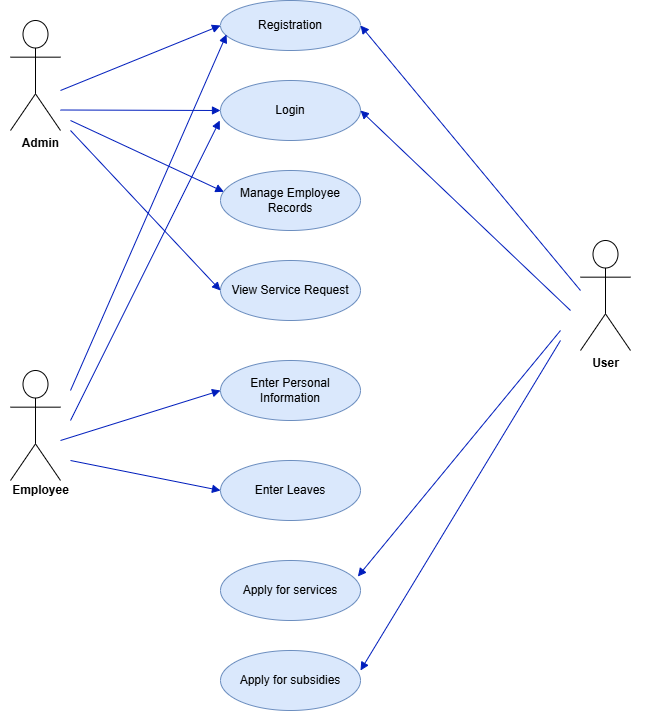 Registration
Login
Admin
Manage Employee
Records
View Service Request
User
Enter Personal
Information
Employee
Enter Leaves
Apply for services
Apply for subsidies